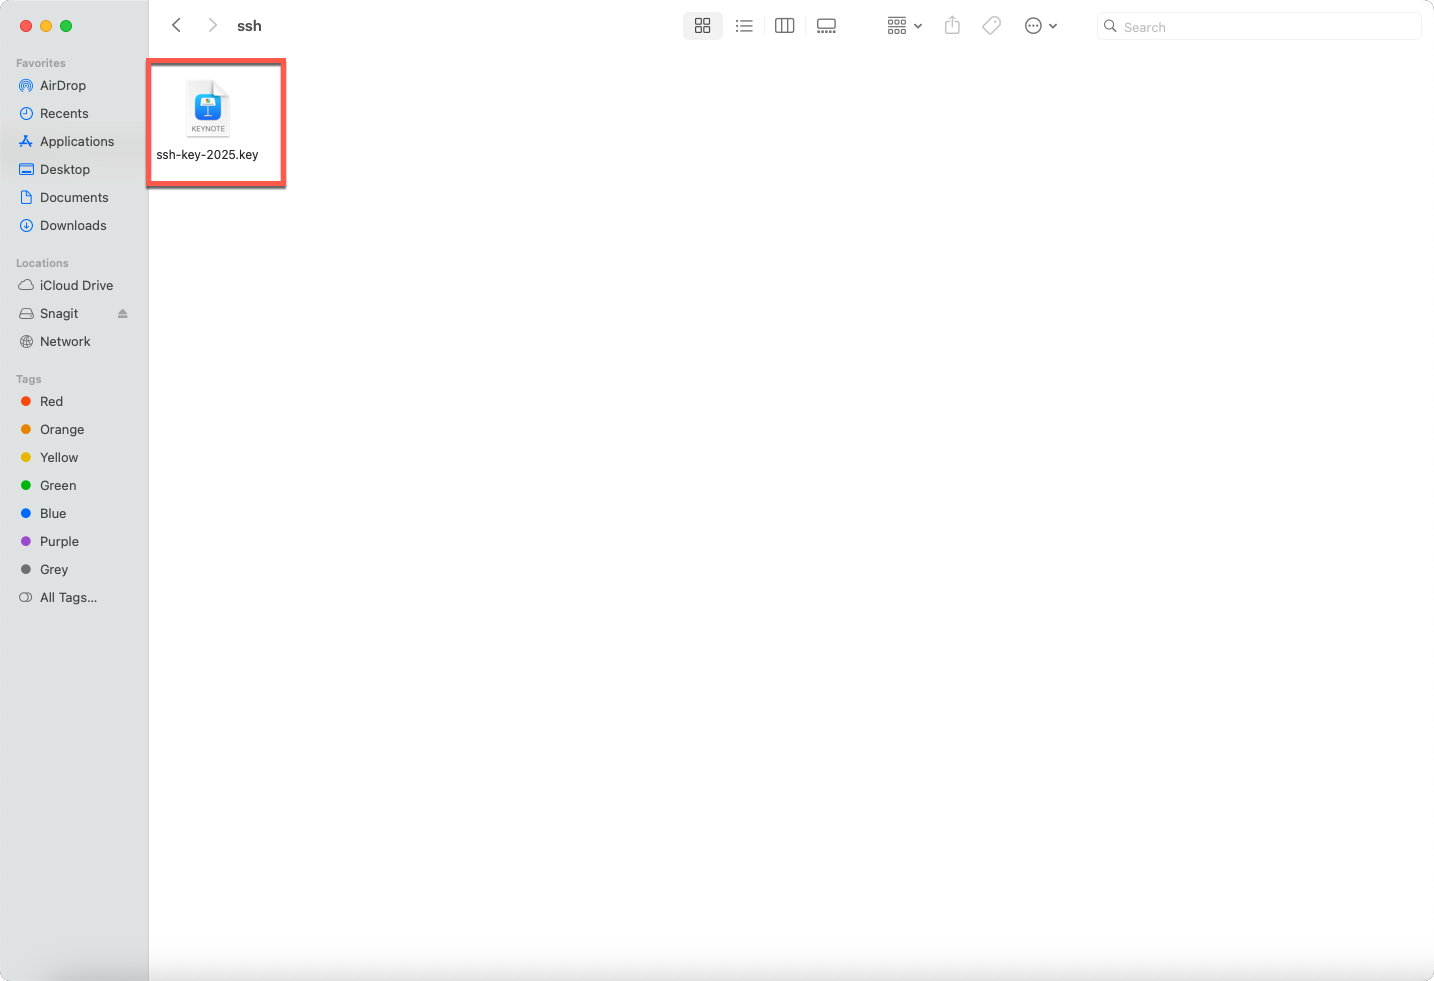 ssh
Search
Favorites
AirDrop
Recents
Applications
Desktop
Documents
Downloads
Locations
iCloud Drive
Snagit
Network
Tags
Red
Orange
Yellow
Green
Blue
Purple
Grey
All Tags...
KEYNOTE
ssh-key-2025.key